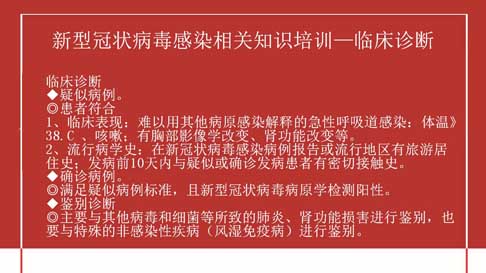 新型冠状病毒感染相关知识培训—临床诊断
临床诊断
◆疑似病例。
◎患者符合
1、临床表现：难以用其他病原感染解释的急性呼吸道感染：体温》
38.C 、咳嗽；有胸部影像学改变、肾功能改变等。
2、流行病学史：在新冠状病毒感染病例报告或流行地区有旅游居
住史；发病前10天内与疑似或确诊发病患者有密切接触史。
◆确诊病例。
◎满足疑似病例标准，且新型冠状病毒病原学检测阳性。
◆鉴别诊断
◎主要与其他病毒和细菌等所致的肺炎、肾功能损害进行鉴别，也
要与特殊的非感染性疾病（风湿免疫病）进行鉴别。